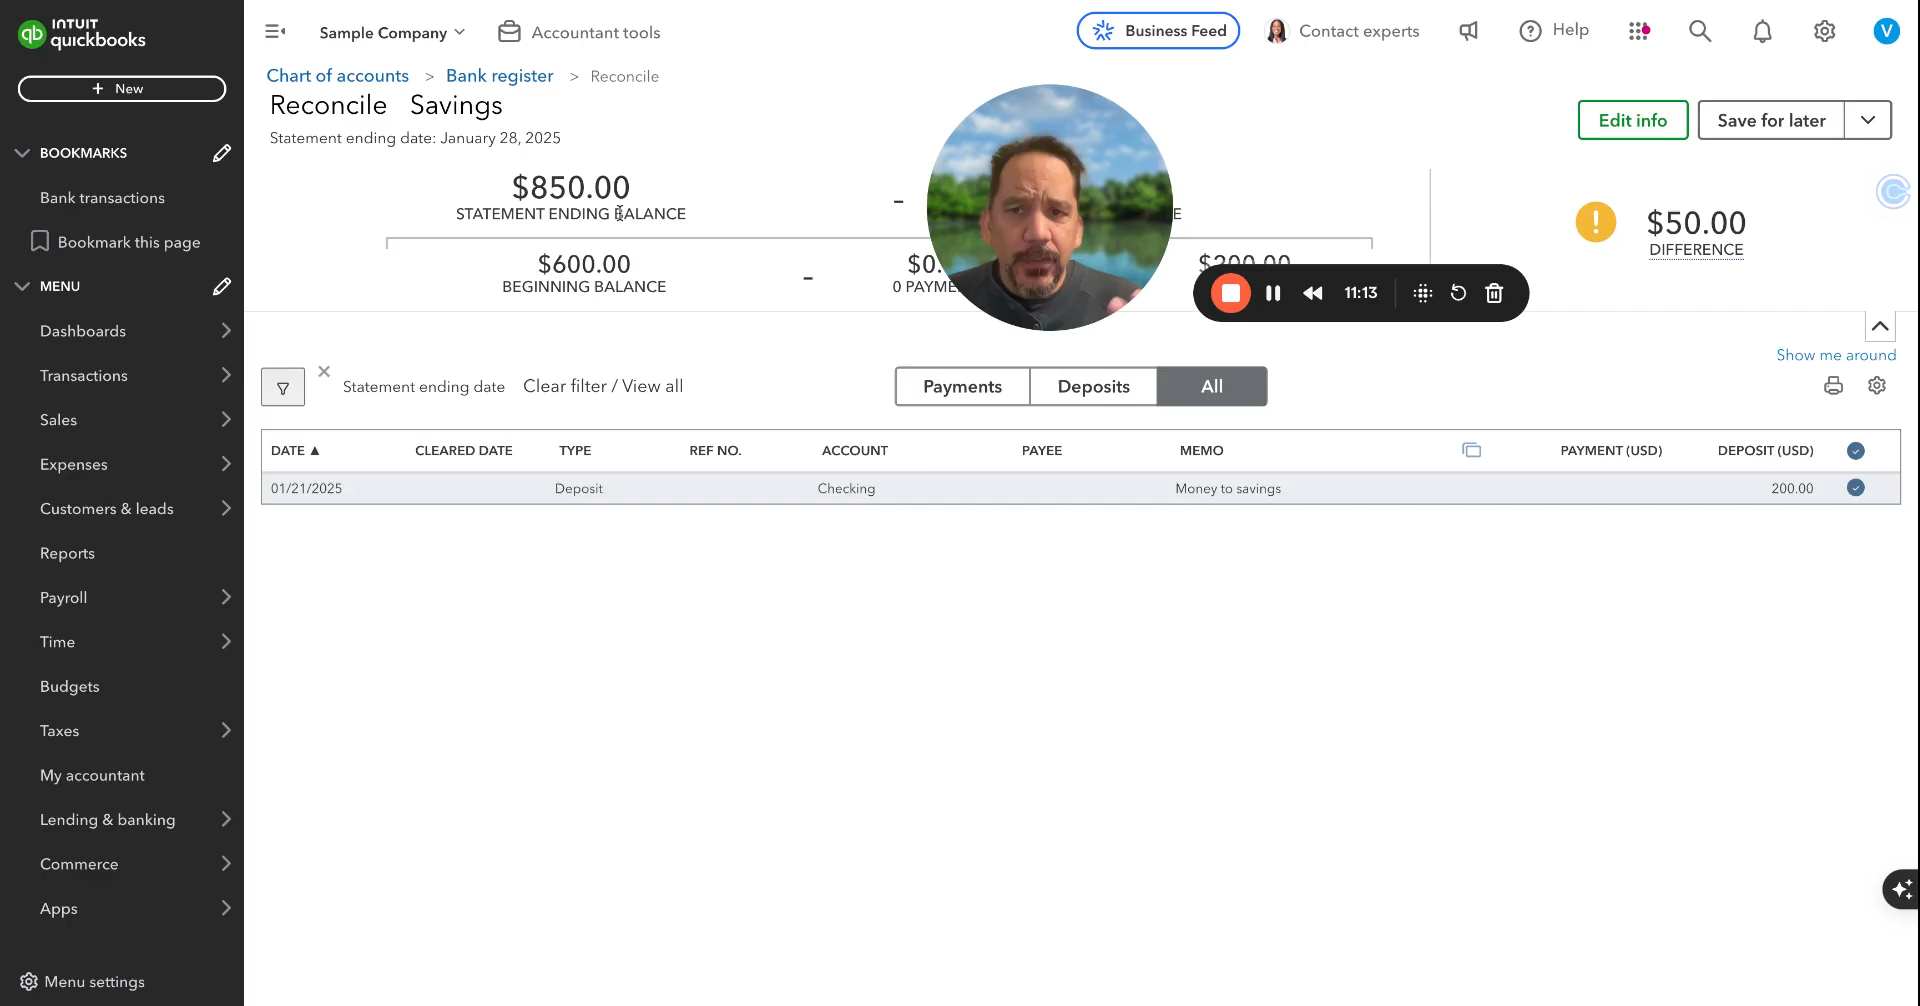 INTUIT
quickbooks
qb
+ New
BOOKMARKS
Bank transactions
Bookmark this page
MENU
Dashboards
Transactions
Sales
Expenses
Customers & leads
Reports
Payroll
Time
Budgets
Taxes
My accountant
Lending & banking
Commerce
Apps
Menu settings
Sample Company
Accountant tools
Business Feed
Contact experts
Help
V
Chart of accounts > Bank register > Reconcile
Reconcile Savings
Statement ending date: January 28, 2025
Edit info
Save for later
$850.00
STATEMENT ENDING BALANCE
-
$600.00
BEGINNING BALANCE
-
$0.
0 PAYME
$200.00
11:13
$50.00
DIFFERENCE
Show me around
Statement ending date Clear filter / View all
Payments Deposits All
DATE ▲ CLEARED DATE TYPE REF NO. ACCOUNT PAYEE MEMO PAYMENT (USD) DEPOSIT (USD)
01/21/2025 Deposit Checking Money to savings 200.00